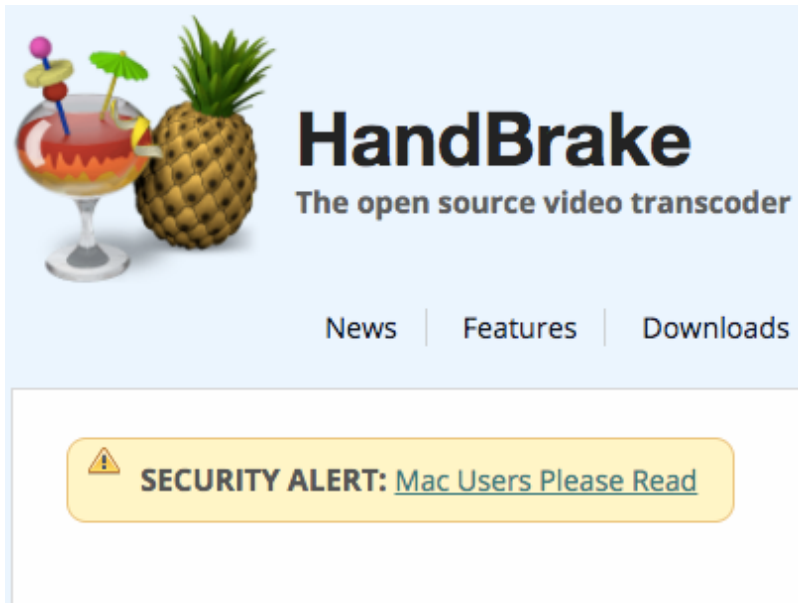 HandBrake
The open source video transcoder
News Features Downloads
SECURITY ALERT: Mac Users Please Read